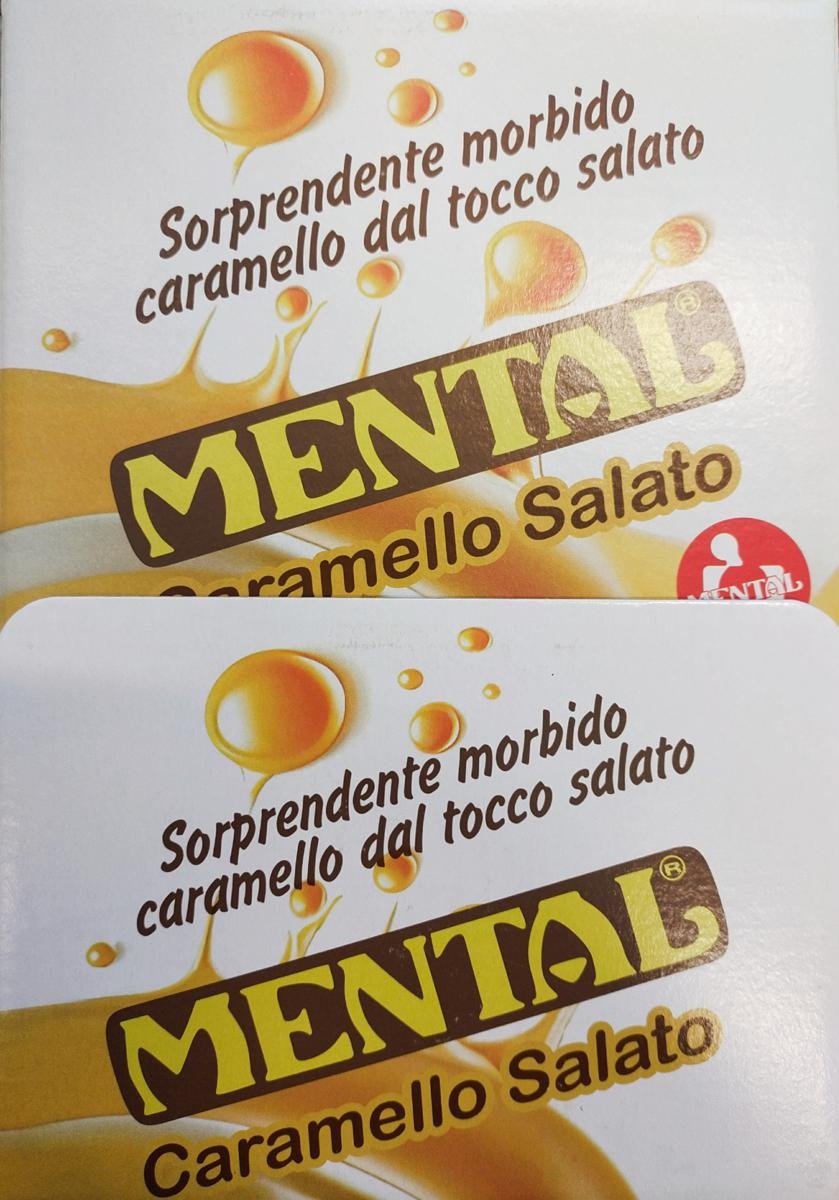 Sorprendente morbido
caramello dal tocco salato
MENTAL®
Caramello Salato
MENTAL
Sorprendente morbido
caramello dal tocco salato
MENTAL®
Caramello Salato